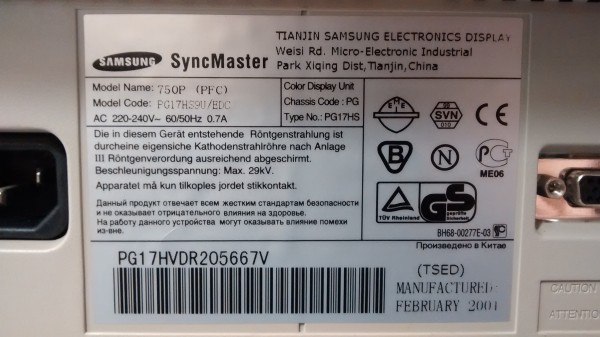 SAMSUNG SyncMaster
TIANJIN SAMSUNG ELECTRONICS DISPLAY
Weisi Rd. Micro-Electronic Industrial
Park Xiqing Dist,Tianjin,China
Model Name: 750P (PFC)
Model Code: PG17HS9U/EDC
AC 220-240V~ 60/50Hz 0.7A
Color Display Unit
Chassis Code : PG
Type No.: PG17HS
Die in diesem Gerät entstehende Röntgenstrahlung ist
durcheine eigensiche Kathodenstrahlröhre nach Anlage
III Röntgenverordung ausreichend abgeschirmt.
Beschleunigungsspannung: Max. 29kV.
Apparatet må kun tilkoples jordet stikkontakt.
Данный продукт отвечает всем жестким стандартам безопасности
и не оказывает отрицательного влияния на здоровье.
На работу данного устройства могут оказывать влияние помехи
из-вне.
SVN
CE
B
N
ME06
TÜV Rheinland
GS
geprüfte
Sicherheit
BH68-00277E-03
Произведено в Китае
PG17HVDR205667V
(TSED)
MANUFACTURED:
FEBRUARY 2001
CAUTION
ATTENTIO